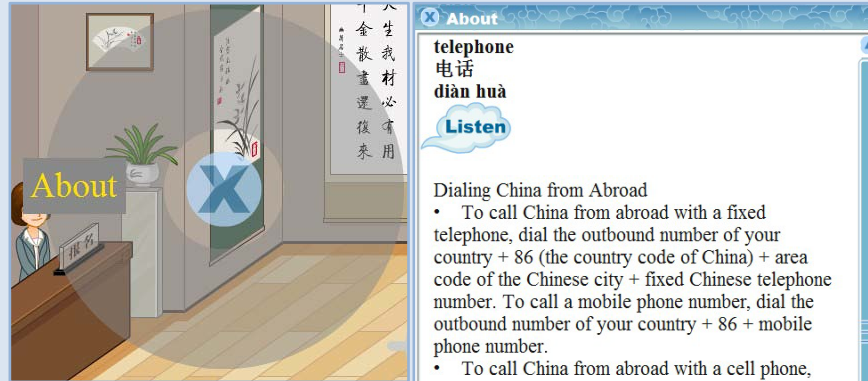 About
报名
生我材必有用
金散盡還復來
X
About
telephone
电话
diàn huà
Listen
Dialing China from Abroad
• To call China from abroad with a fixed
telephone, dial the outbound number of your
country + 86 (the country code of China) + area
code of the Chinese city + fixed Chinese telephone
number. To call a mobile phone number, dial the
outbound number of your country + 86 + mobile
phone number.
• To call China from abroad with a cell phone,